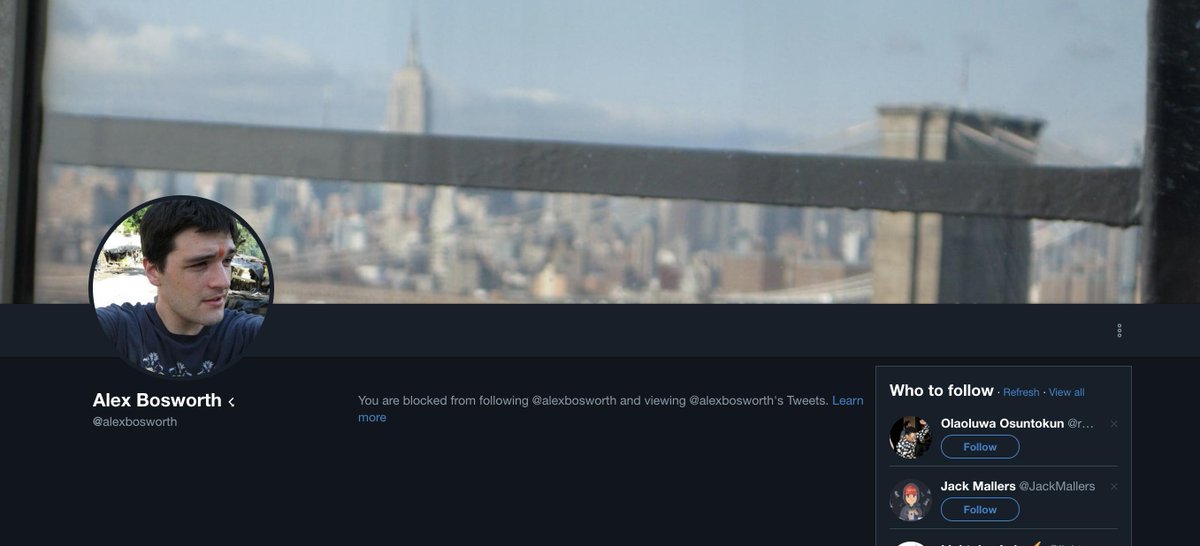 Alex Bosworth
@alexbosworth
You are blocked from following @alexbosworth and viewing @alexbosworth's Tweets. Learn
more
Who to follow · Refresh · View all
Olaoluwa Osuntokun @r...
Follow
Jack Mallers @JackMallers
Follow